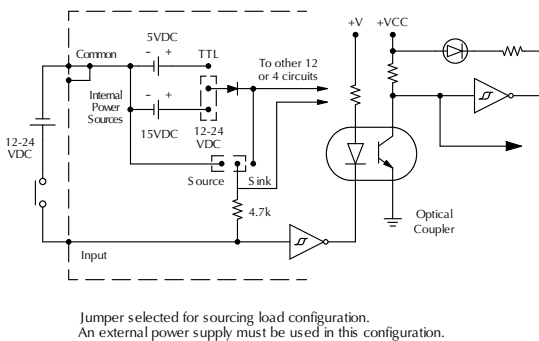 5VDC
TTL
+V
+VCC
Common
- +
To other 12
or 4 circuits
Internal
Power
Sources
- +
15VDC
12-24
VDC
12-24
VDC
Source
Sink
4.7k
Input
Optical
Coupler
Jumper selected for sourcing load configuration.
An external power supply must be used in this configuration.